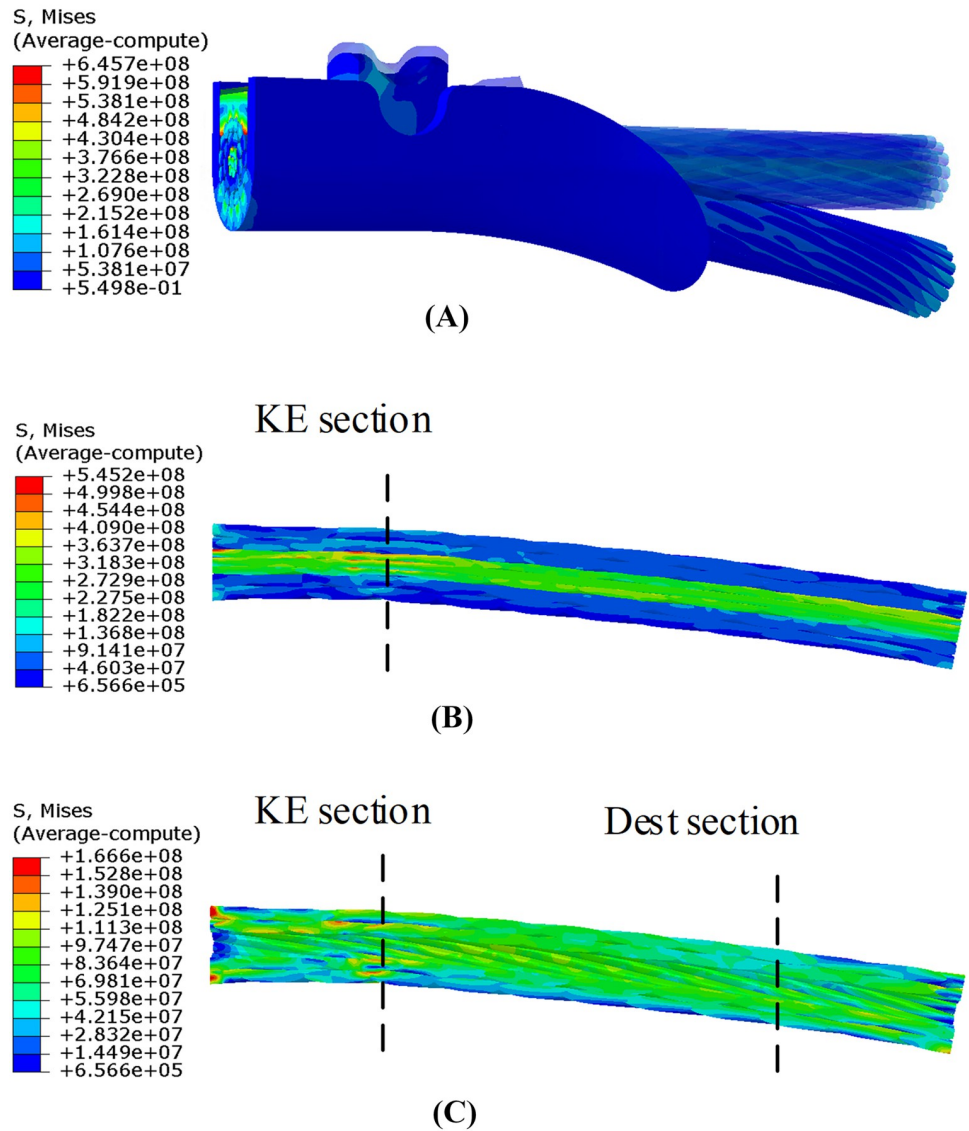 S, Mises
(Average-compute)
+6.457e+08
+5.919e+08
+5.381e+08
+4.842e+08
+4.304e+08
+3.766e+08
+3.228e+08
+2.690e+08
+2.152e+08
+1.614e+08
+1.076e+08
+5.381e+07
+5.498e-01
(A)
KE section
S, Mises
(Average-compute)
+5.452e+08
+4.998e+08
+4.544e+08
+4.090e+08
+3.637e+08
+3.183e+08
+2.729e+08
+2.275e+08
+1.822e+08
+1.368e+08
+9.141e+07
+4.603e+07
+6.566e+05
(B)
KE section
Dest section
S, Mises
(Average-compute)
+1.666e+08
+1.528e+08
+1.390e+08
+1.251e+08
+1.113e+08
+9.747e+07
+8.364e+07
+6.981e+07
+5.598e+07
+4.215e+07
+2.832e+07
+1.449e+07
+6.566e+05
(C)